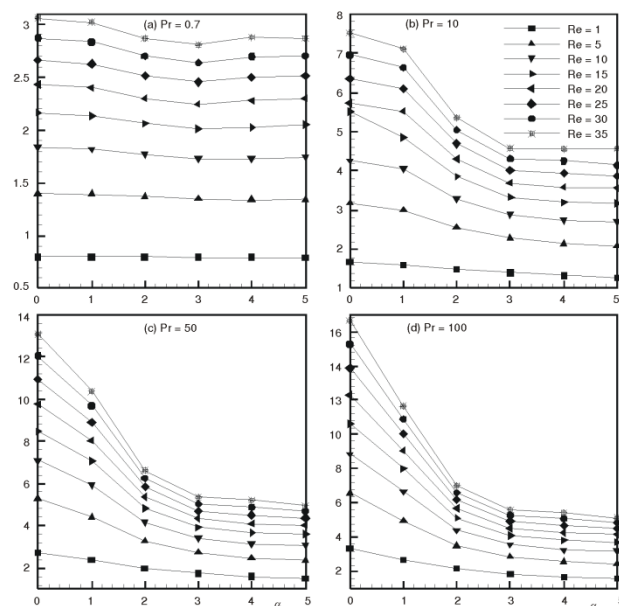 (a) Pr = 0.7
3
2.5
2
1.5
1
0.5
0 1 2 3 4 5
(b) Pr = 10
Re = 1
Re = 5
Re = 10
Re = 15
Re = 20
Re = 25
Re = 30
Re = 35
8
7
6
5
4
3
2
1
0 1 2 3 4 5
(c) Pr = 50
14
12
10
8
6
4
2
0 1 2 3 4 5
α
(d) Pr = 100
16
14
12
10
8
6
4
2
0 1 2 3 4 5
α